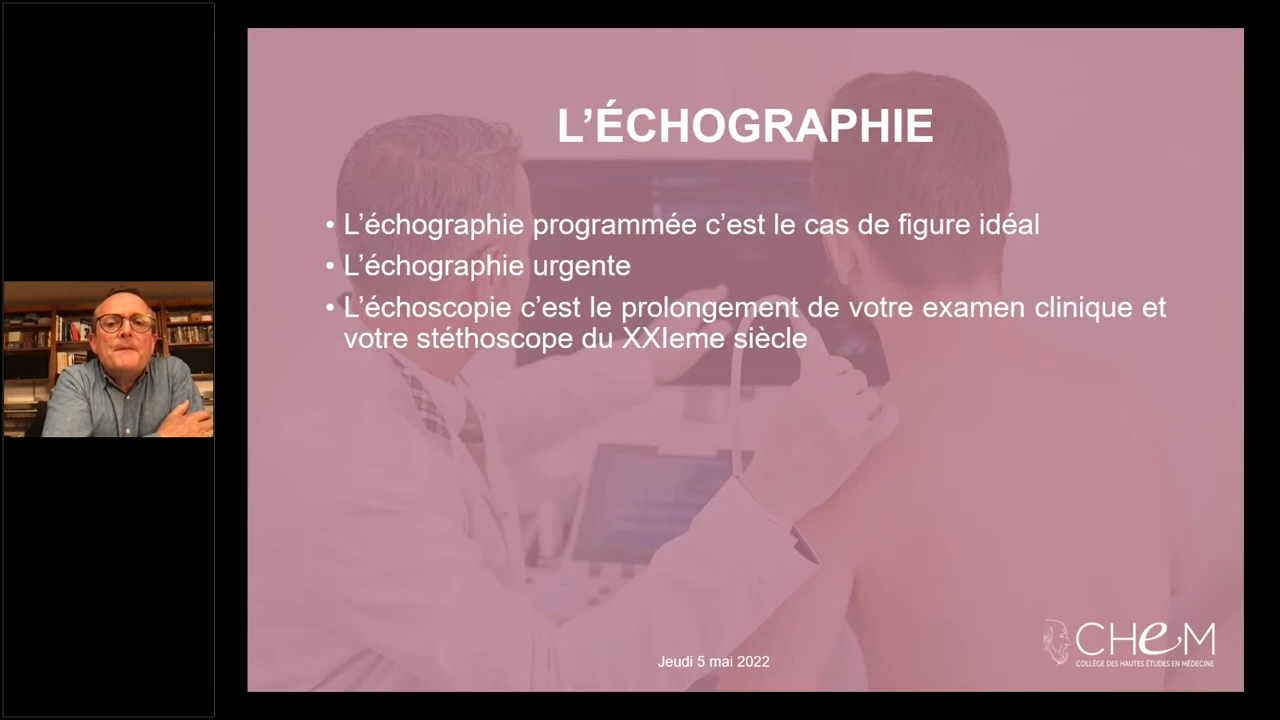 L’ÉCHOGRAPHIE
• L’échographie programmée c’est le cas de figure idéal
• L’échographie urgente
• L’échoscopie c’est le prolongement de votre examen clinique et
votre stéthoscope du XXIeme siècle
Jeudi 5 mai 2022
CHeM
COLLÈGE DES HAUTES ÉTUDES EN MÉDECINE